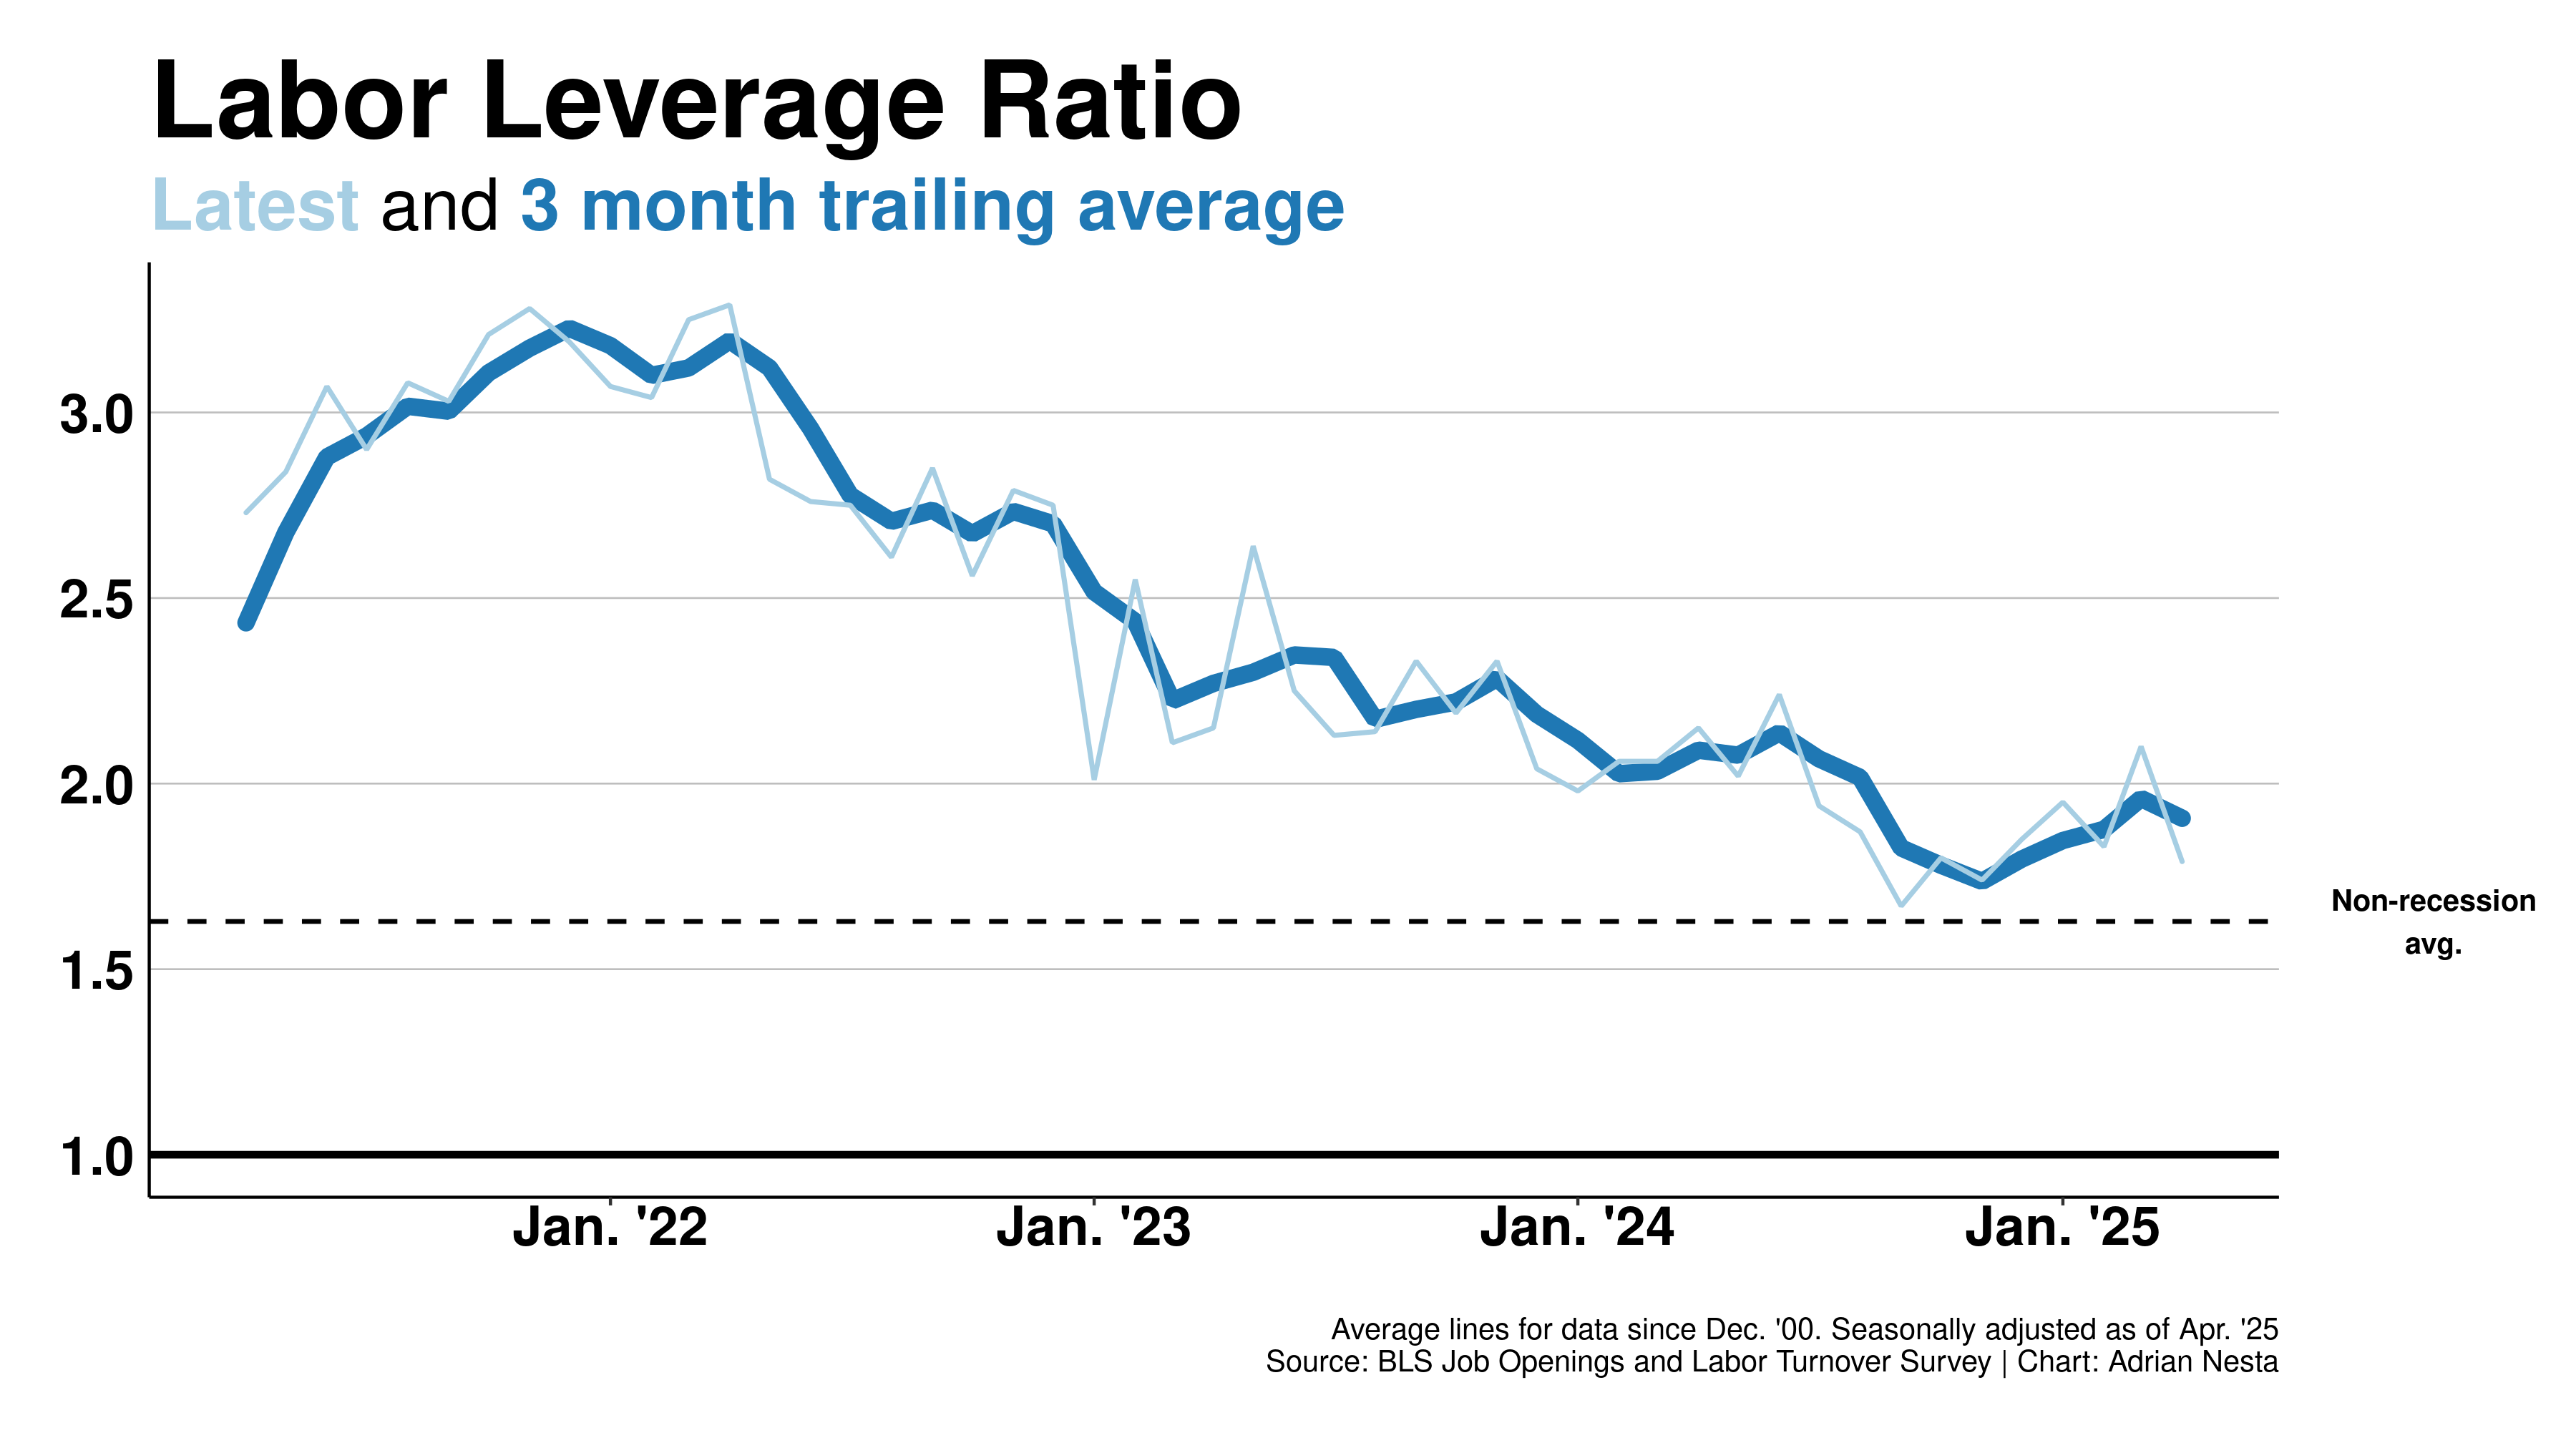 Labor Leverage Ratio
Latest and 3 month trailing average
3.0
2.5
2.0
1.5
1.0
Non-recession
avg.
Jan. '22
Jan. '23
Jan. '24
Jan. '25
Average lines for data since Dec. '00. Seasonally adjusted as of Apr. '25
Source: BLS Job Openings and Labor Turnover Survey | Chart: Adrian Nesta